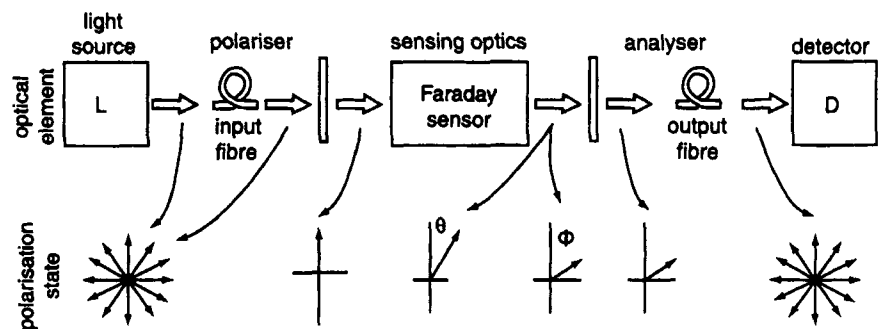 light
source
polariser
sensing optics
analyser
detector
optical
element
L
input
fibre
Faraday
sensor
output
fibre
D
polarisation
state
θ
Φ